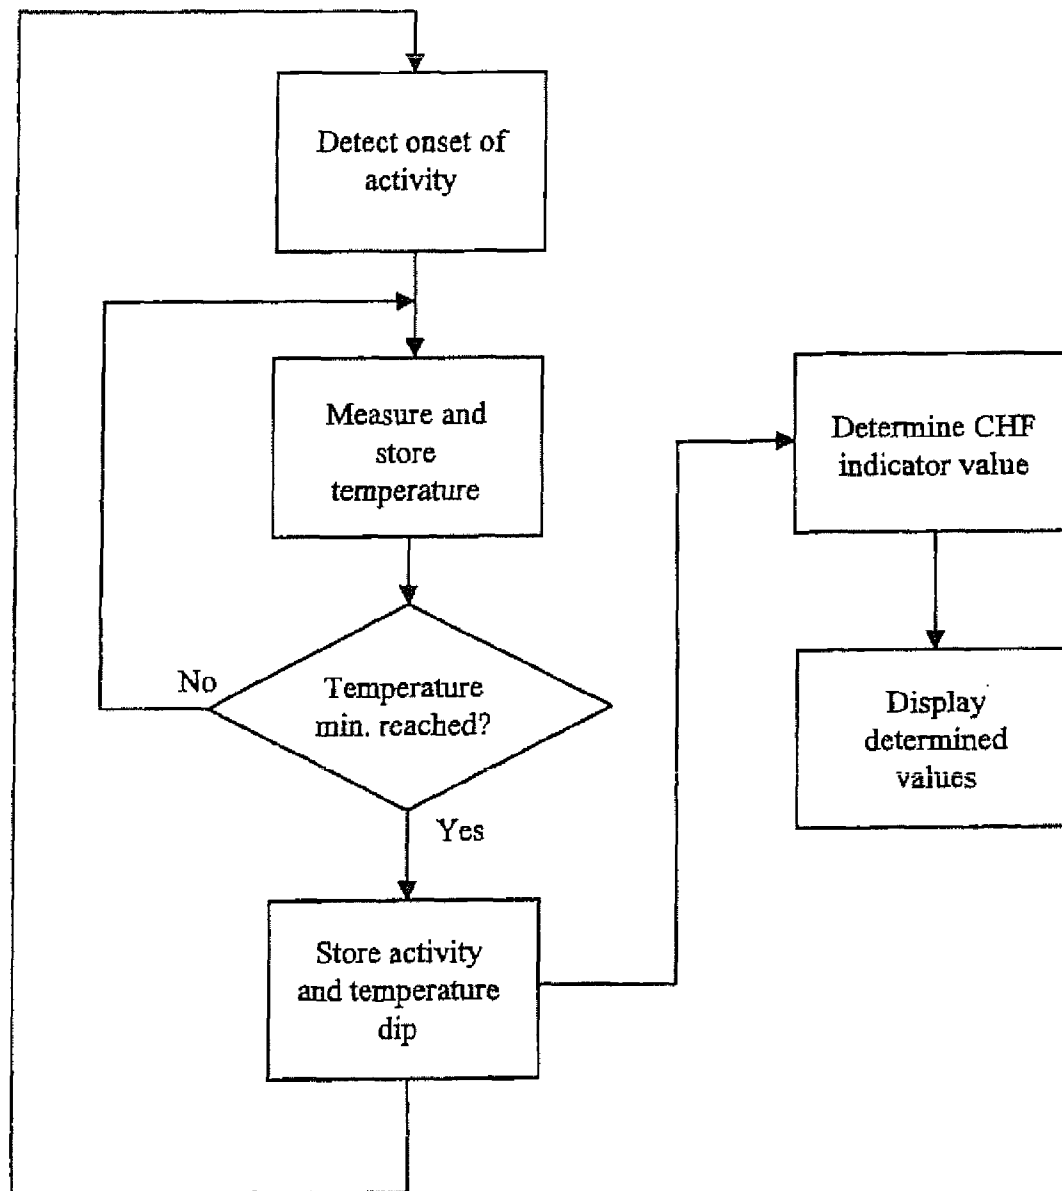 Detect onset of
activity
Measure and
store
temperature
No
Temperature
min. reached?
Yes
Store activity
and temperature
dip
Determine CHF
indicator value
Display
determined
values